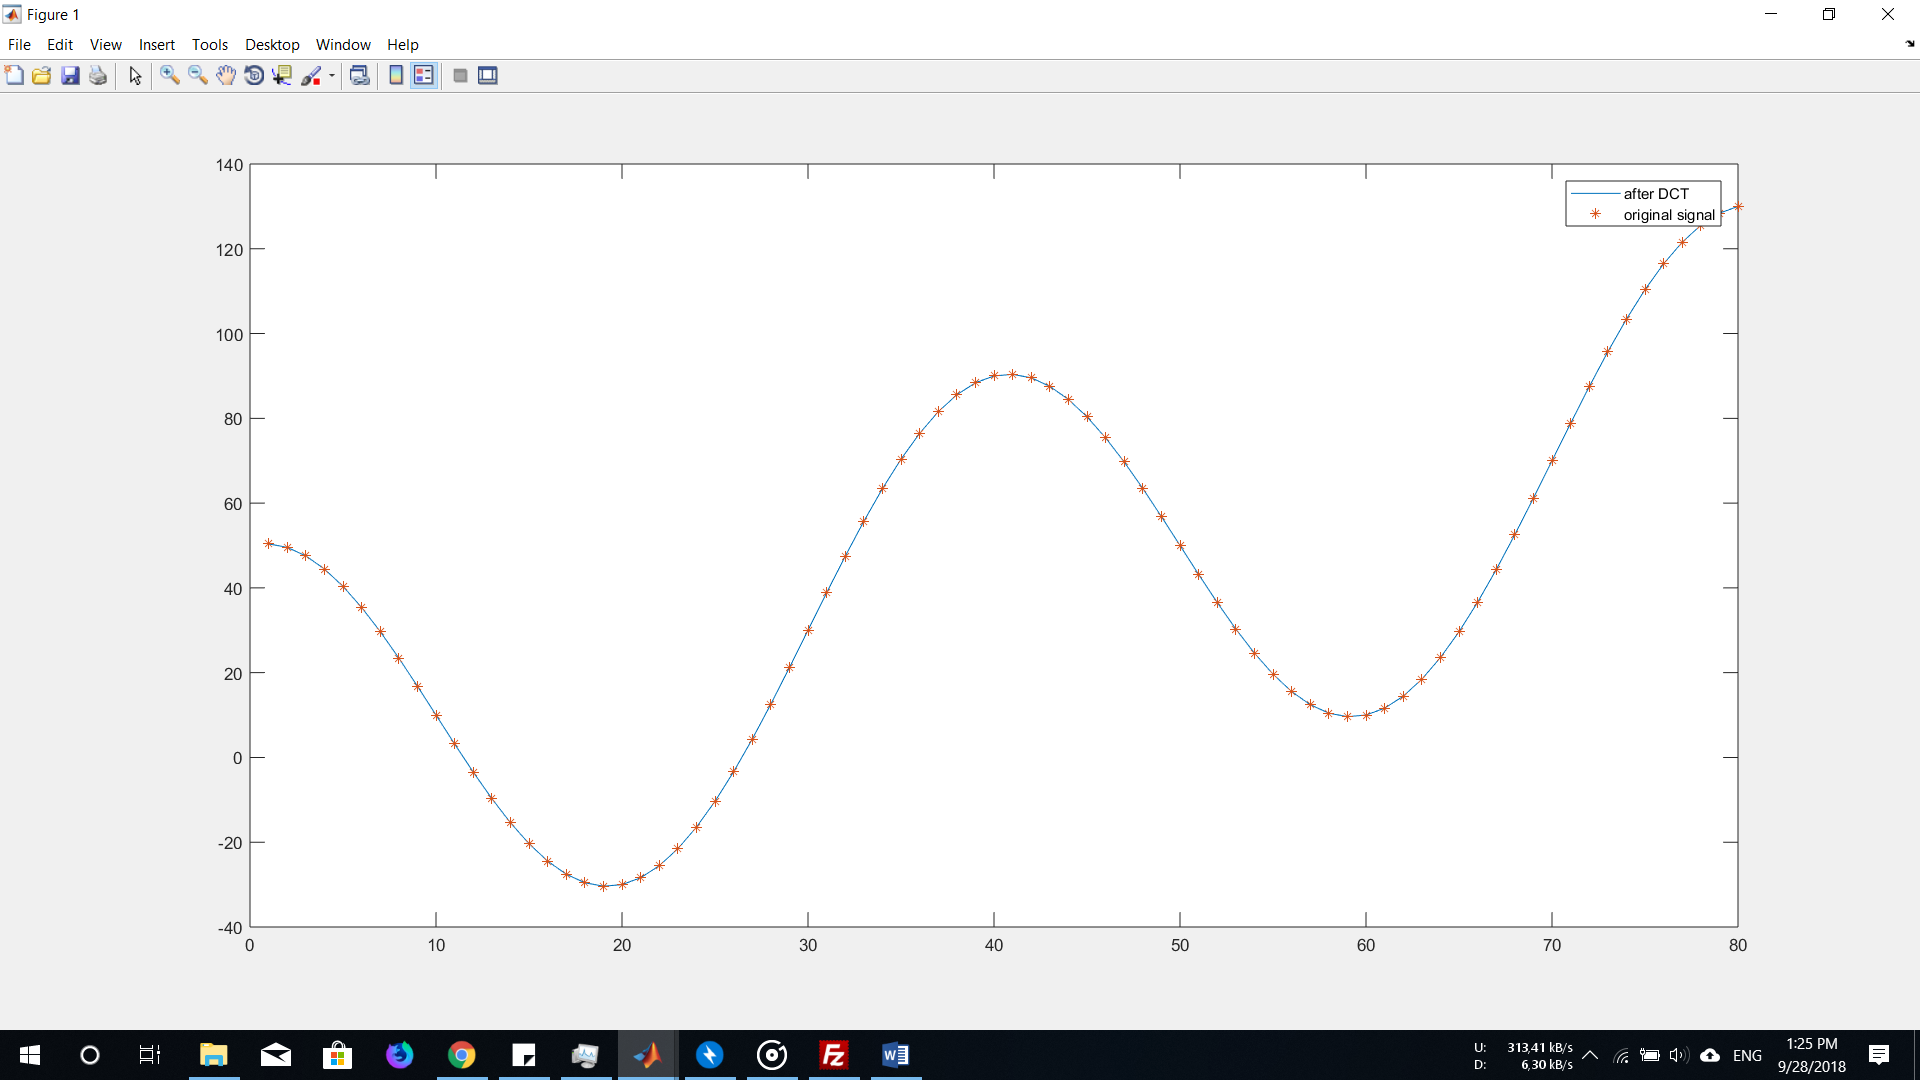 Figure 1
File Edit View Insert Tools Desktop Window Help
140
120
100
80
60
40
20
0
-20
-40
0 10 20 30 40 50 60 70 80
after DCT
original signal
U: 313,41 kB/s
D: 6,30 kB/s
ENG
1:25 PM
9/28/2018
Fz
W